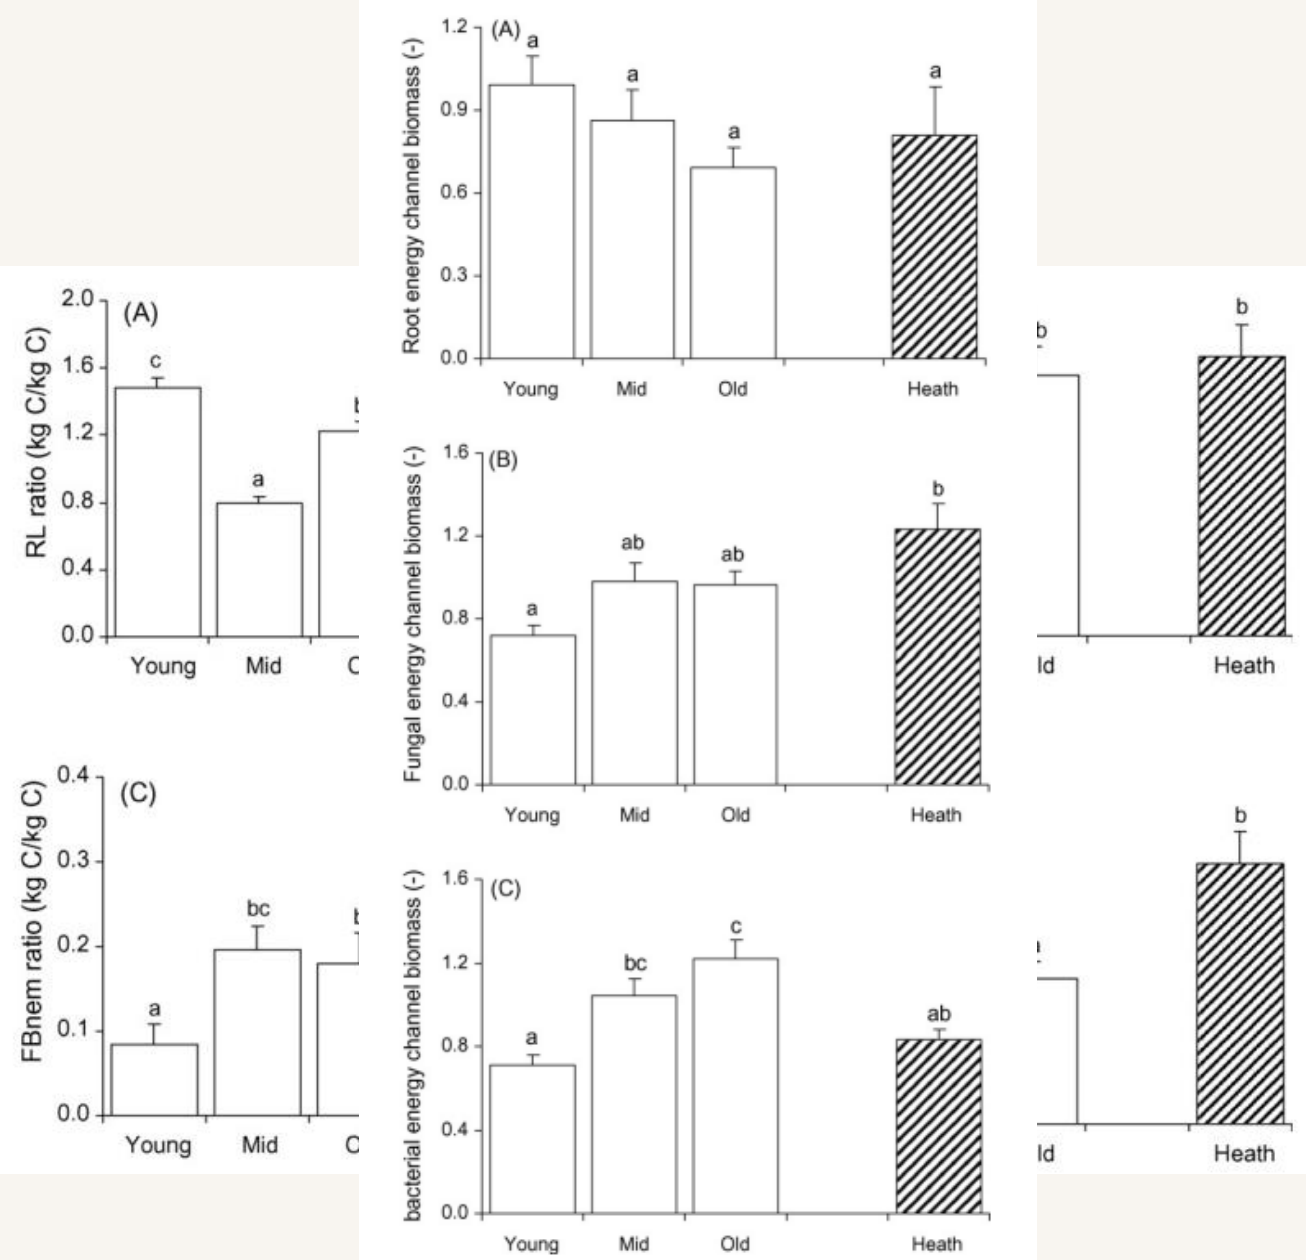 (A)
Root energy channel biomass (-)
1.2
0.9
0.6
0.3
0.0
a
a
a
a
Young Mid Old Heath
(B)
Fungal energy channel biomass (-)
1.6
1.2
0.8
0.4
0.0
a
ab
ab
b
Young Mid Old Heath
(C)
bacterial energy channel biomass (-)
1.6
1.2
0.8
0.4
0.0
a
bc
c
ab
Young Mid Old Heath
(A)
RL ratio (kg C/kg C)
2.0
1.6
1.2
0.8
0.4
0.0
c
a
Young Mid
(C)
FBnem ratio (kg C/kg C)
0.4
0.3
0.2
0.1
0.0
a
bc
Young Mid
b
b
ld Heath
b
ld Heath